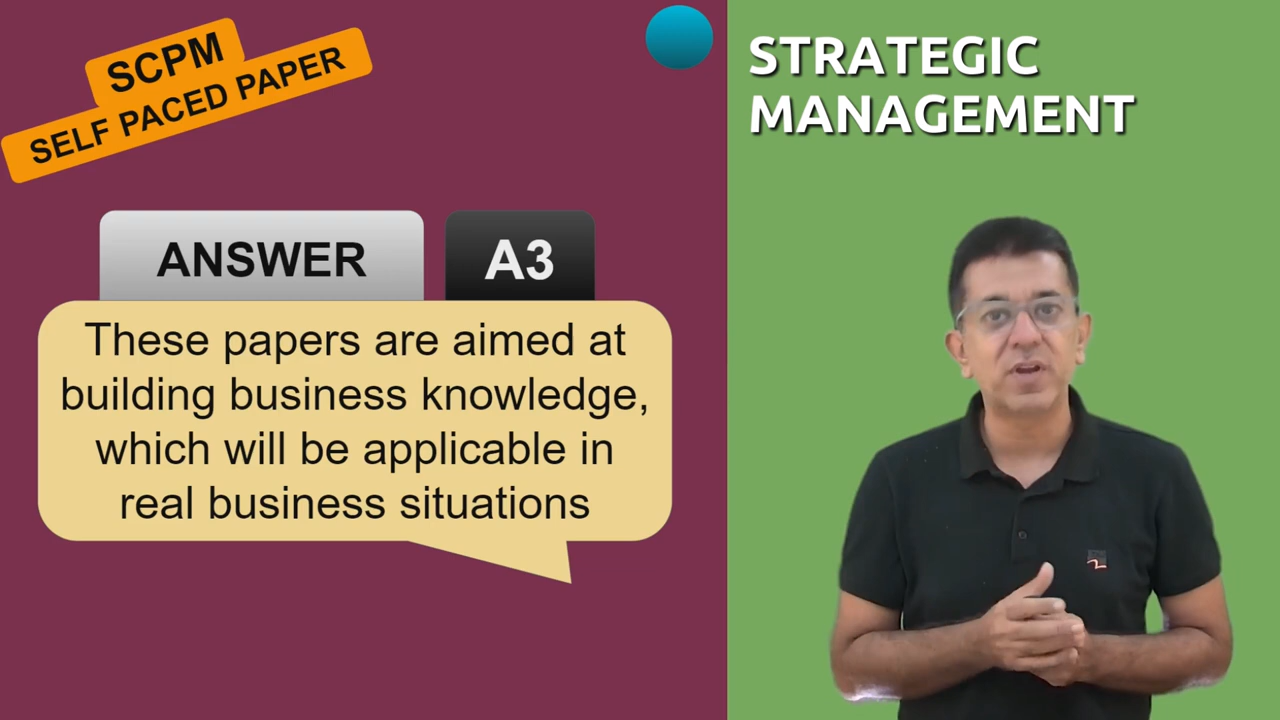 SCPM
SELF PACED PAPER
STRATEGIC
MANAGEMENT
ANSWER
A3
These papers are aimed at
building business knowledge,
which will be applicable in
real business situations